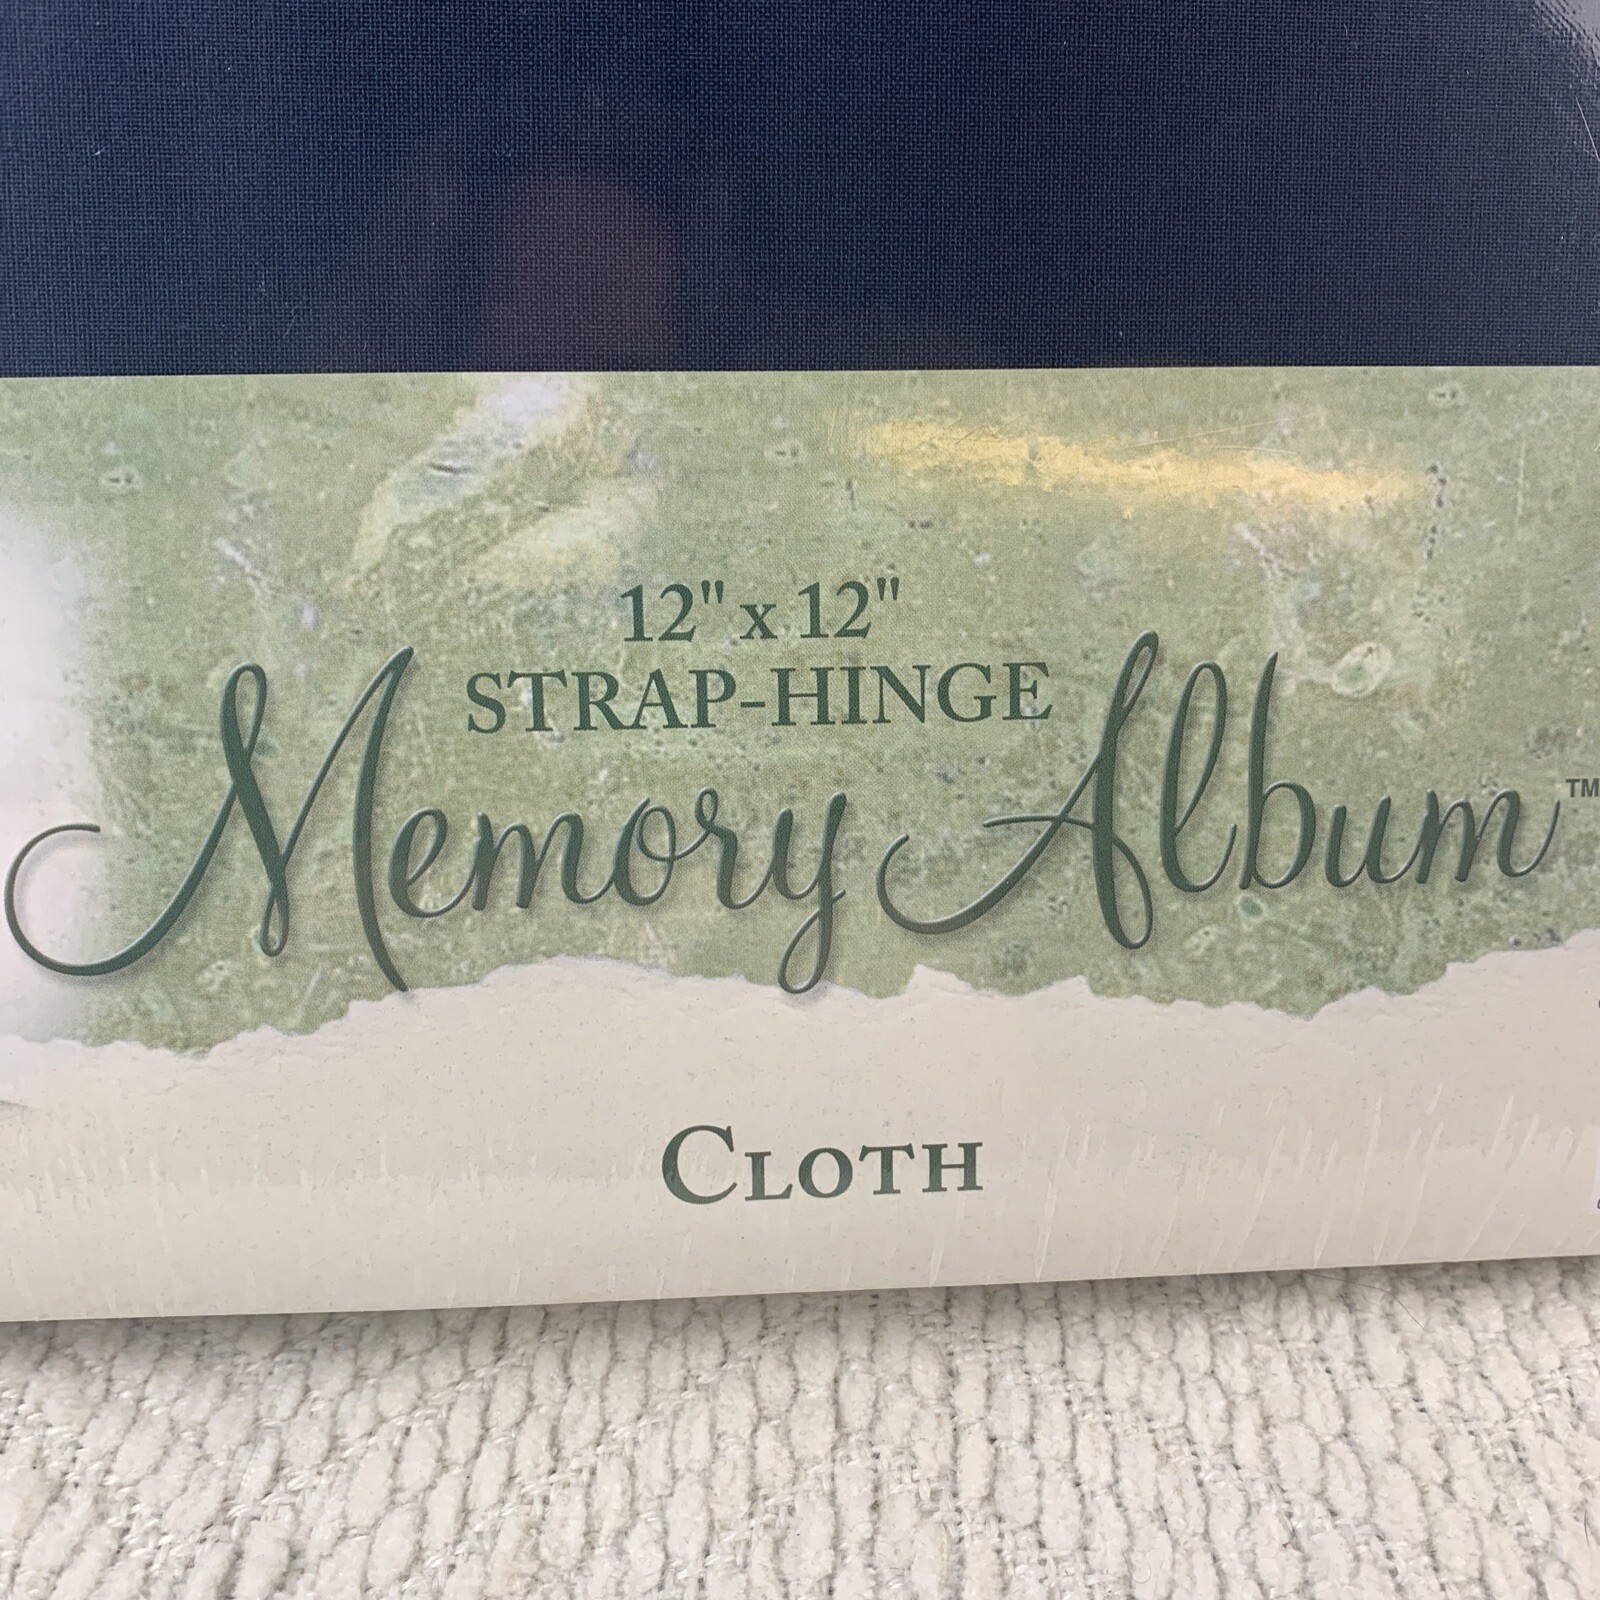 12" x 12"
STRAP-HINGE
Memory Album™
CLOTH